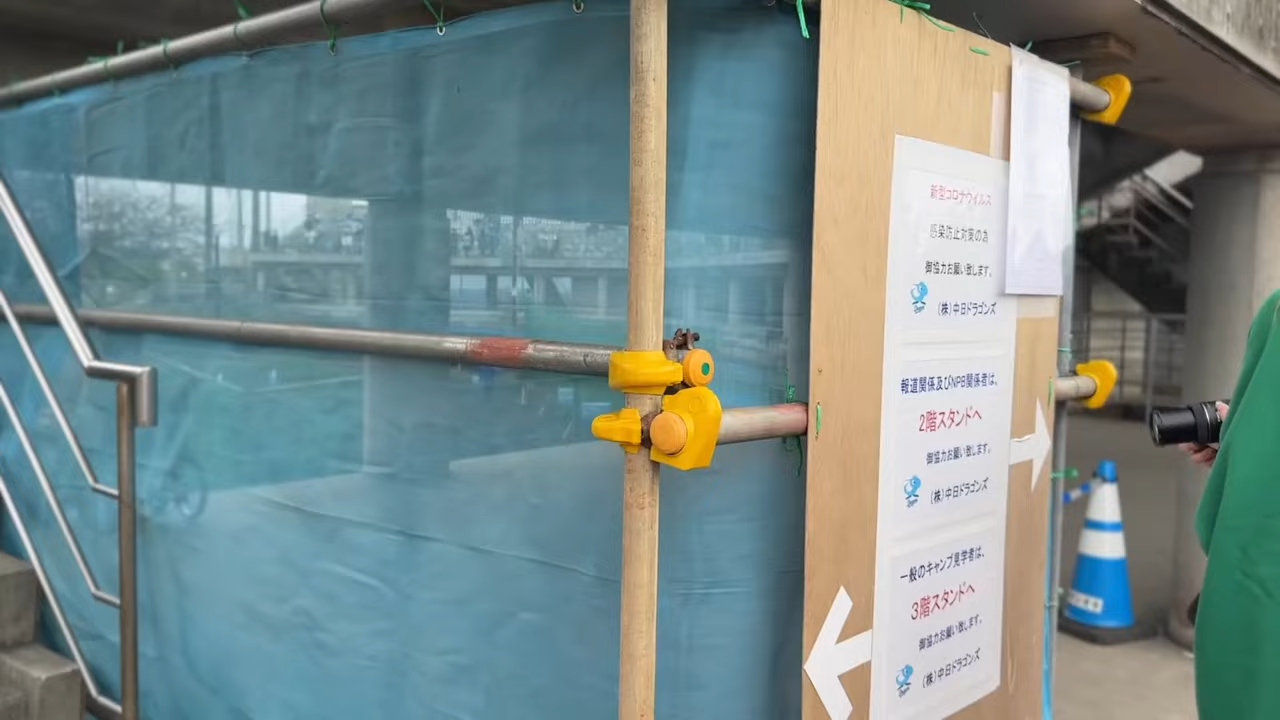 新型コロナウイルス
感染防止対策の為
御協力お願い致します。
(株)中日ドラゴンズ
報道関係及びNPB関係者は、
2階スタンドへ
御協力お願い致します。
(株)中日ドラゴンズ
一般のキャンプ見学者は、
3階スタンドへ
御協力お願い致します。
(株)中日ドラゴンズ